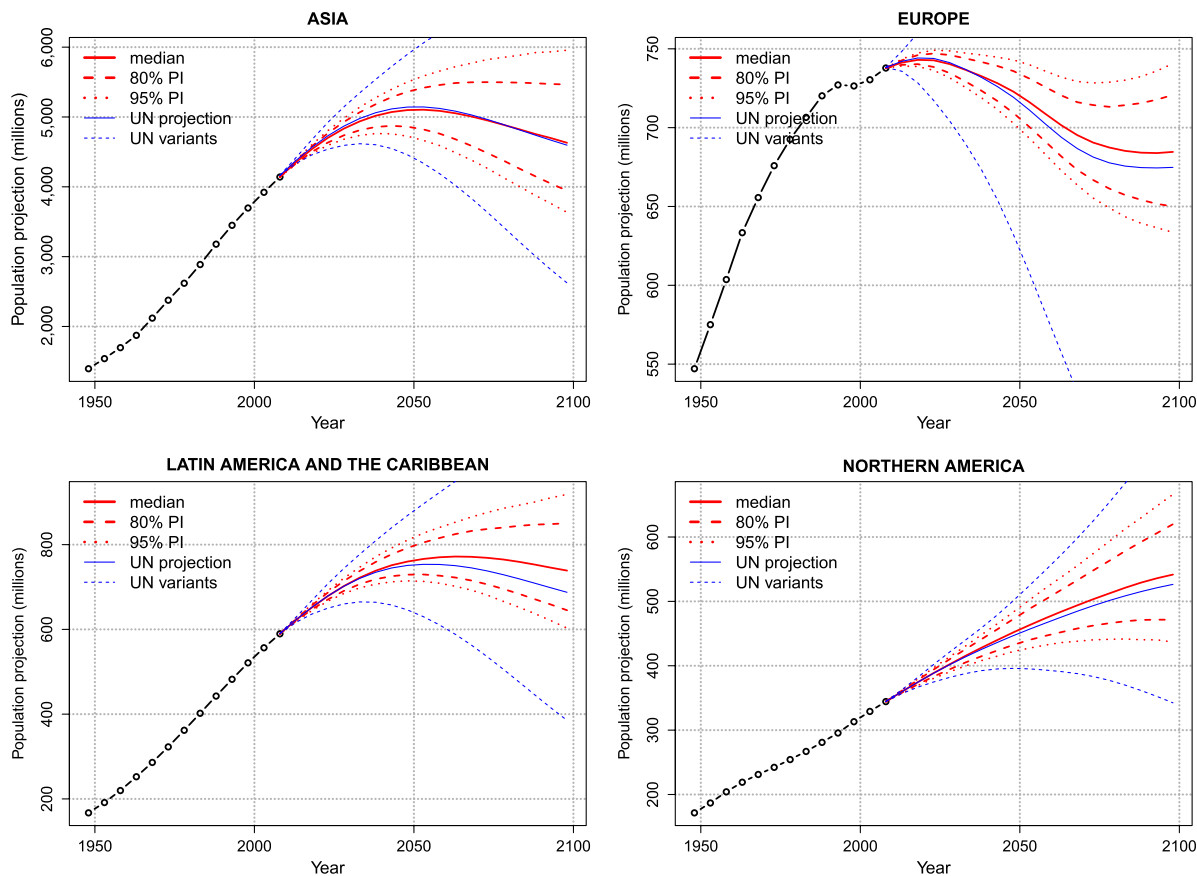 ASIA
median
80% PI
95% PI
UN projection
UN variants
Population projection (millions)
6,000
5,000
4,000
3,000
2,000
1950
2000
2050
2100
Year
EUROPE
median
80% PI
95% PI
UN projection
UN variants
Population projection (millions)
750
700
650
600
550
1950
2000
2050
2100
Year
LATIN AMERICA AND THE CARIBBEAN
median
80% PI
95% PI
UN projection
UN variants
Population projection (millions)
800
600
400
200
1950
2000
2050
2100
Year
NORTHERN AMERICA
median
80% PI
95% PI
UN projection
UN variants
Population projection (millions)
600
500
400
300
200
1950
2000
2050
2100
Year